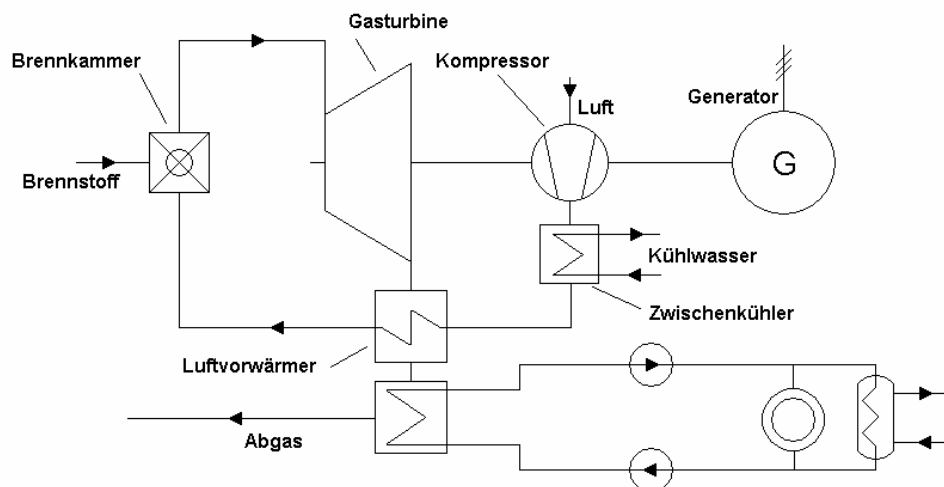 Gasturbine
Brennkammer
Kompressor
Luft
Generator
G
Brennstoff
Kühlwasser
Zwischenkühler
Luftvorwärmer
Abgas